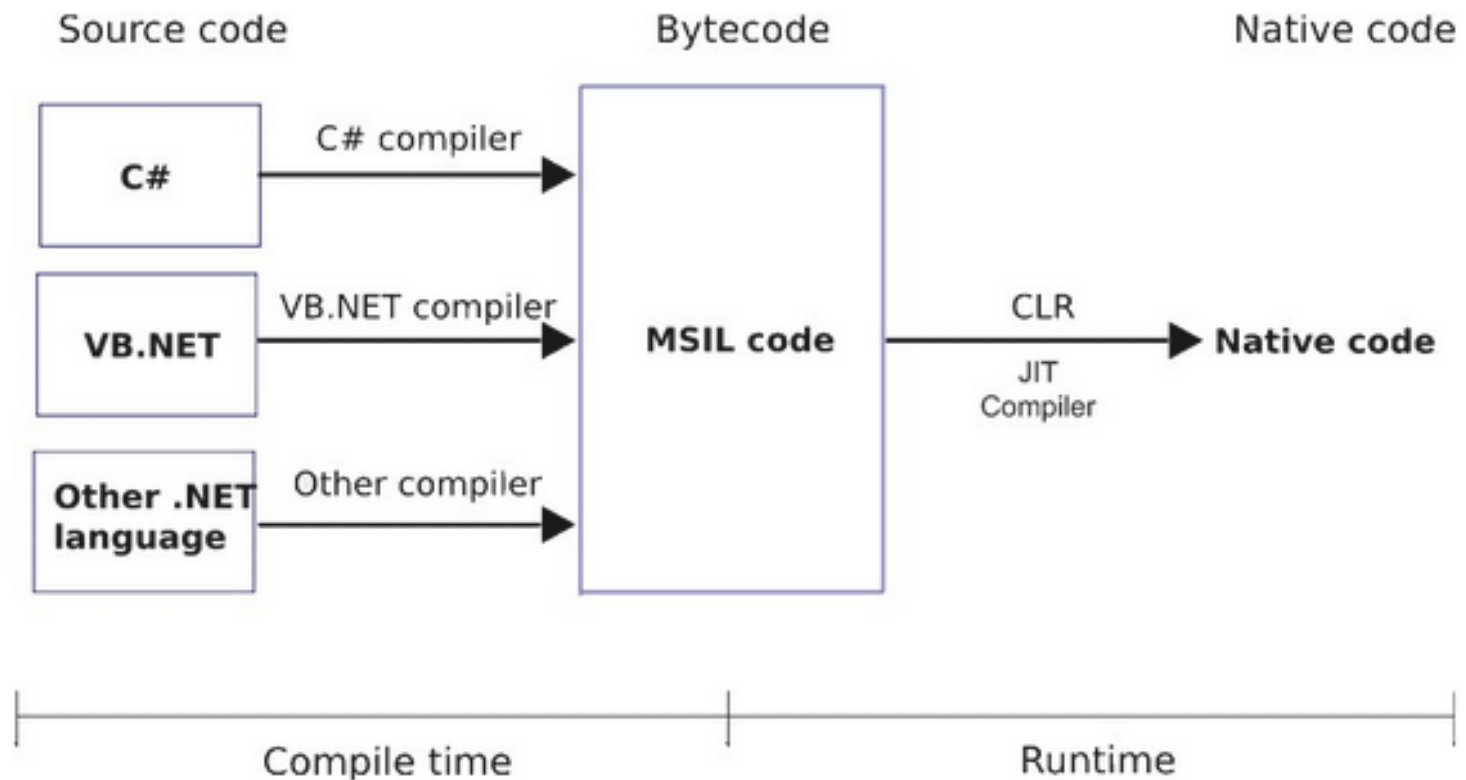 Source code
Bytecode
Native code
C#
C# compiler
VB.NET
VB.NET compiler
MSIL code
CLR
JIT
Compiler
Native code
Other .NET
language
Other compiler
Compile time
Runtime